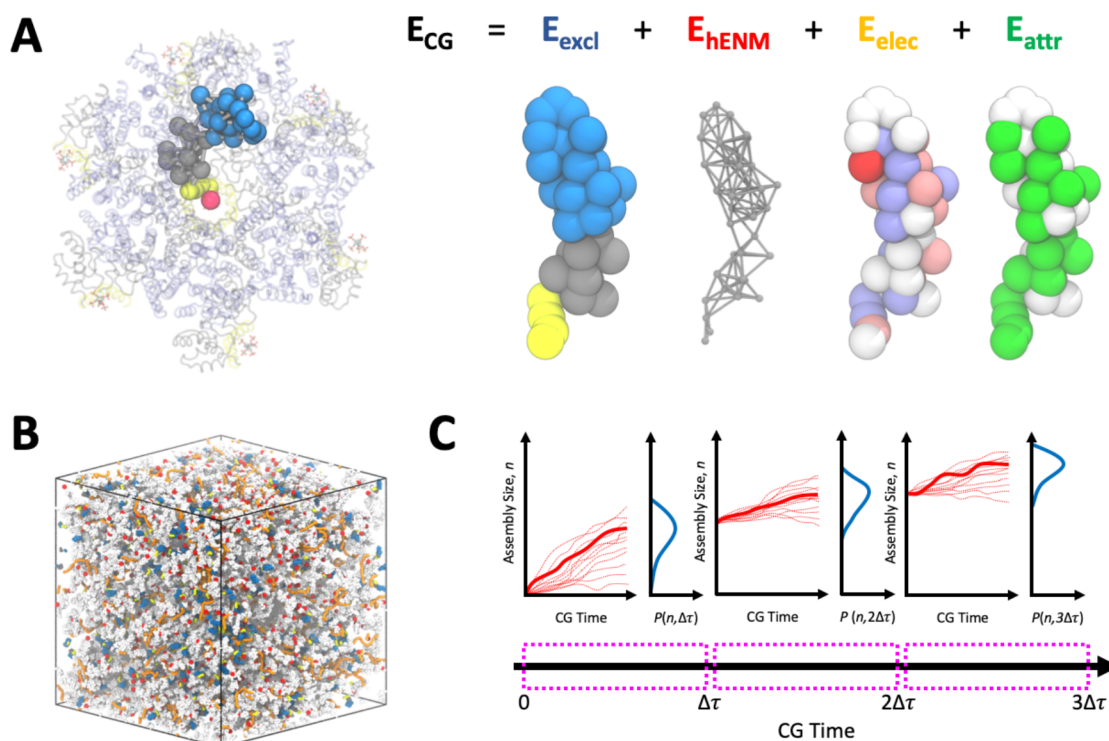 A
E_CG = E_excl + E_hENM + E_elec + E_attr
B
C
Assembly Size, n
CG Time
P(n,Δτ)
Assembly Size, n
CG Time
P (n,2Δτ)
Assembly Size, n
CG Time
P(n,3Δτ)
0 Δτ 2Δτ 3Δτ
CG Time